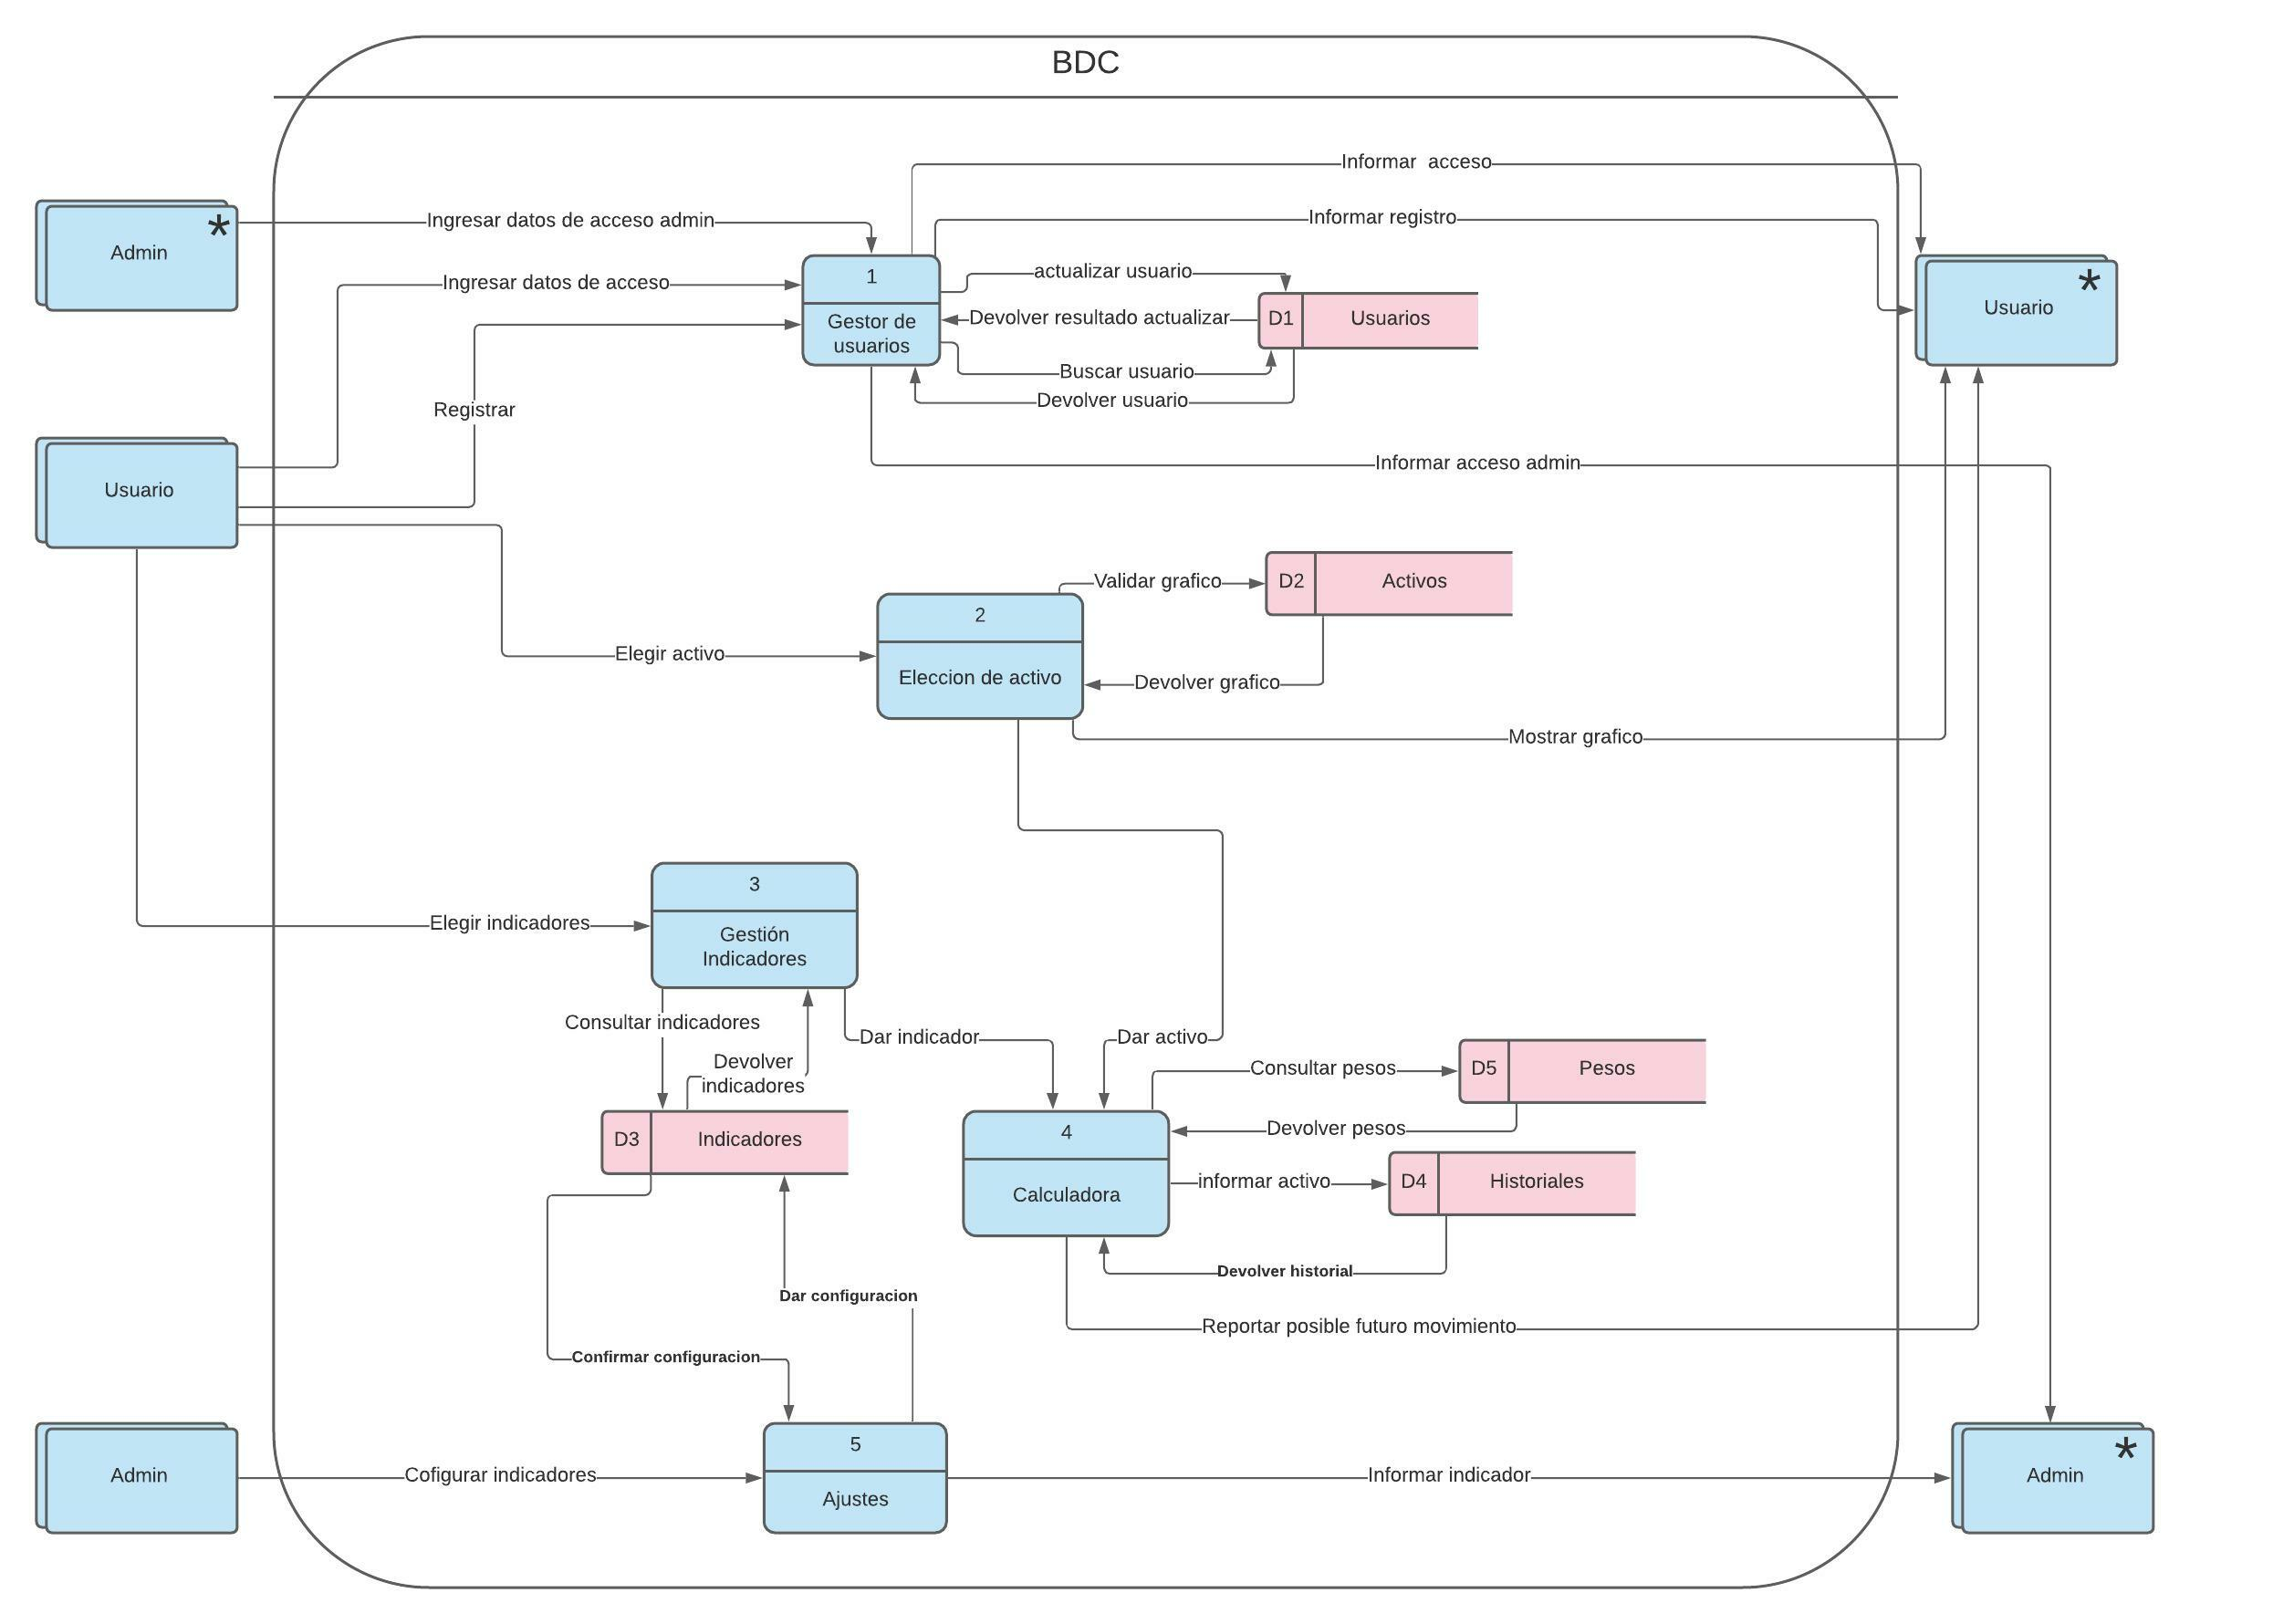 BDC
Informar  acceso
Ingresar datos de acceso admin
Informar registro
*
Admin
1
Gestor de
usuarios
actualizar usuario
*
Usuario
Ingresar datos de acceso
Devolver resultado actualizar
D1
Usuarios
Buscar usuario
Devolver usuario
Registrar
Informar acceso admin
Usuario
Validar grafico
D2
Activos
2
Eleccion de activo
Elegir activo
Devolver grafico
Mostrar grafico
3
Gestión
Indicadores
Elegir indicadores
Consultar indicadores
Devolver
indicadores
Dar indicador
Dar activo
Consultar pesos
D5
Pesos
D3
Indicadores
4
Calculadora
Devolver pesos
informar activo
D4
Historiales
Devolver historial
Dar configuracion
Reportar posible futuro movimiento
Confirmar configuracion
Admin
Cofigurar indicadores
5
Ajustes
Informar indicador
*
Admin